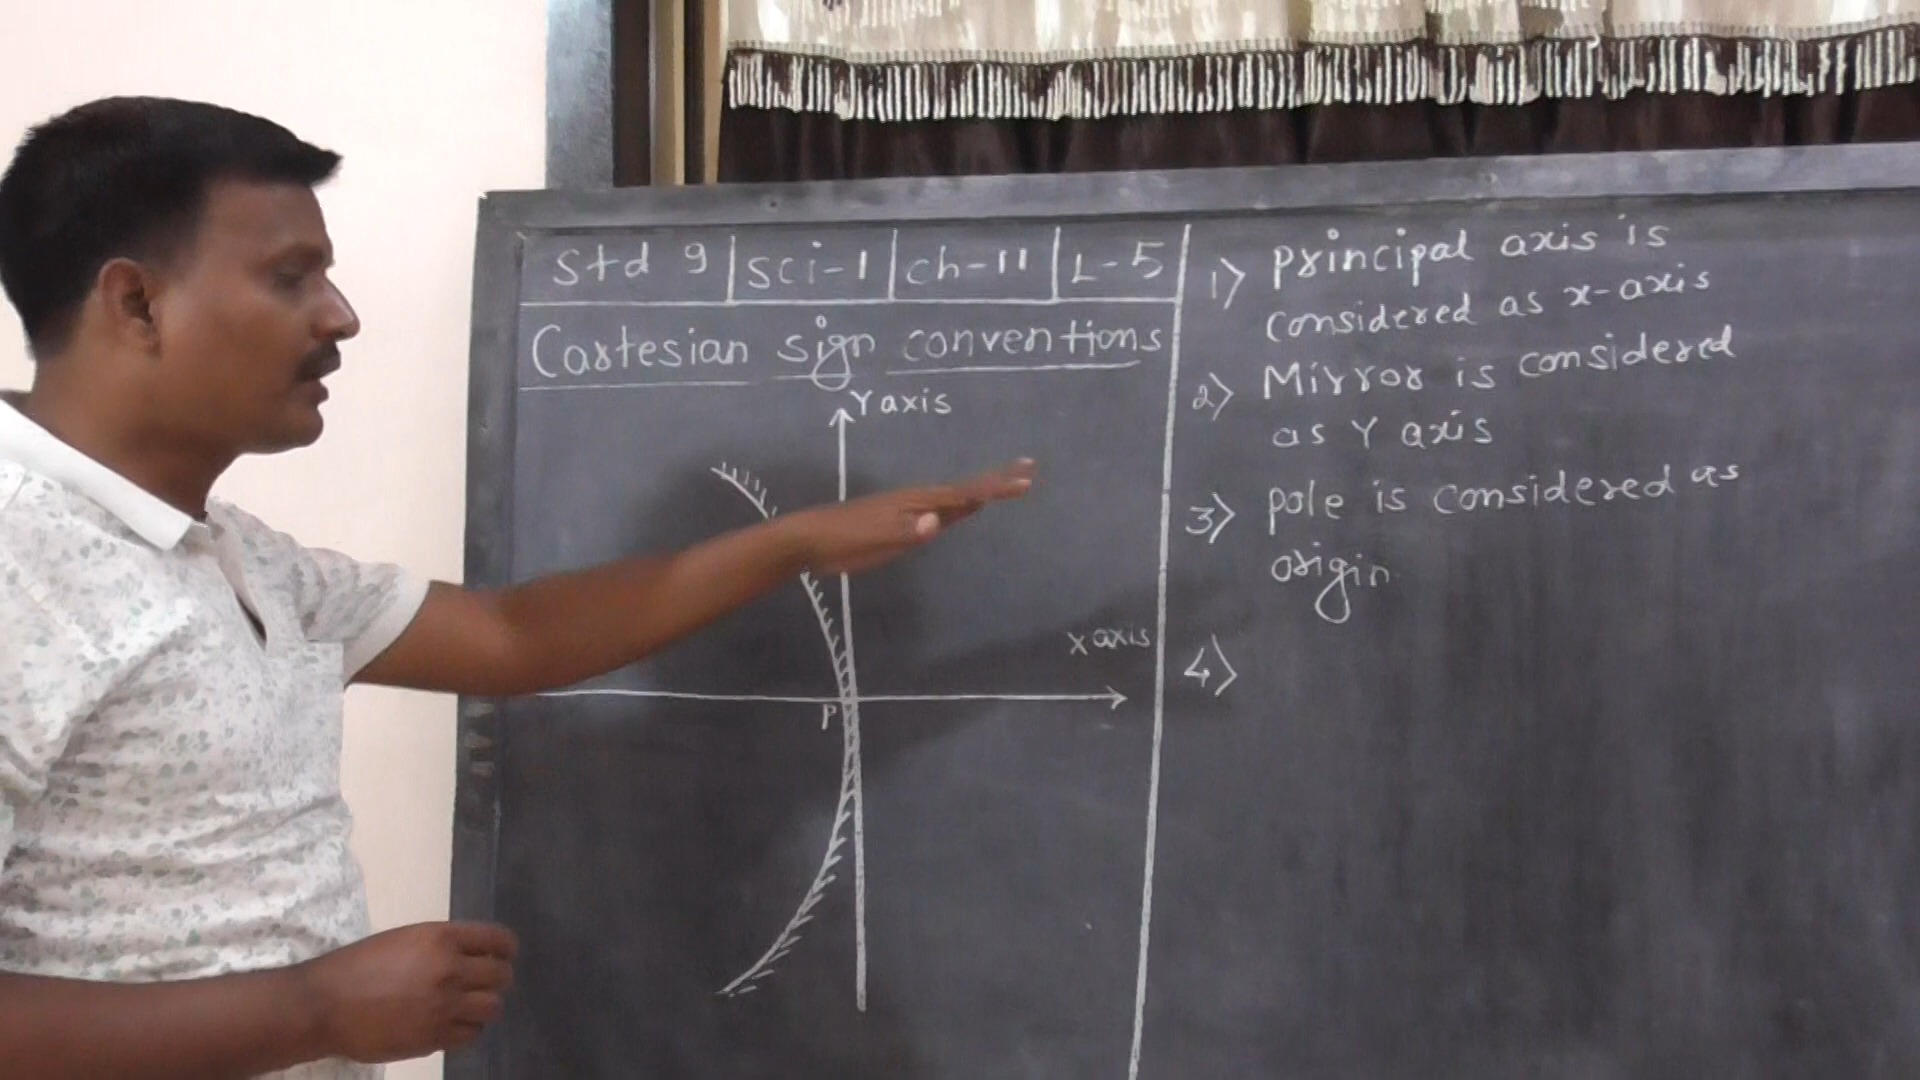 Std 9 | Sci-1 | Ch-11 | L-5
Cartesian sign conventions
Y axis
X axis
P
1) principal axis is
considered as x-axis
2) Mirror is considered
as Y axis
3) pole is considered as
origin
4)